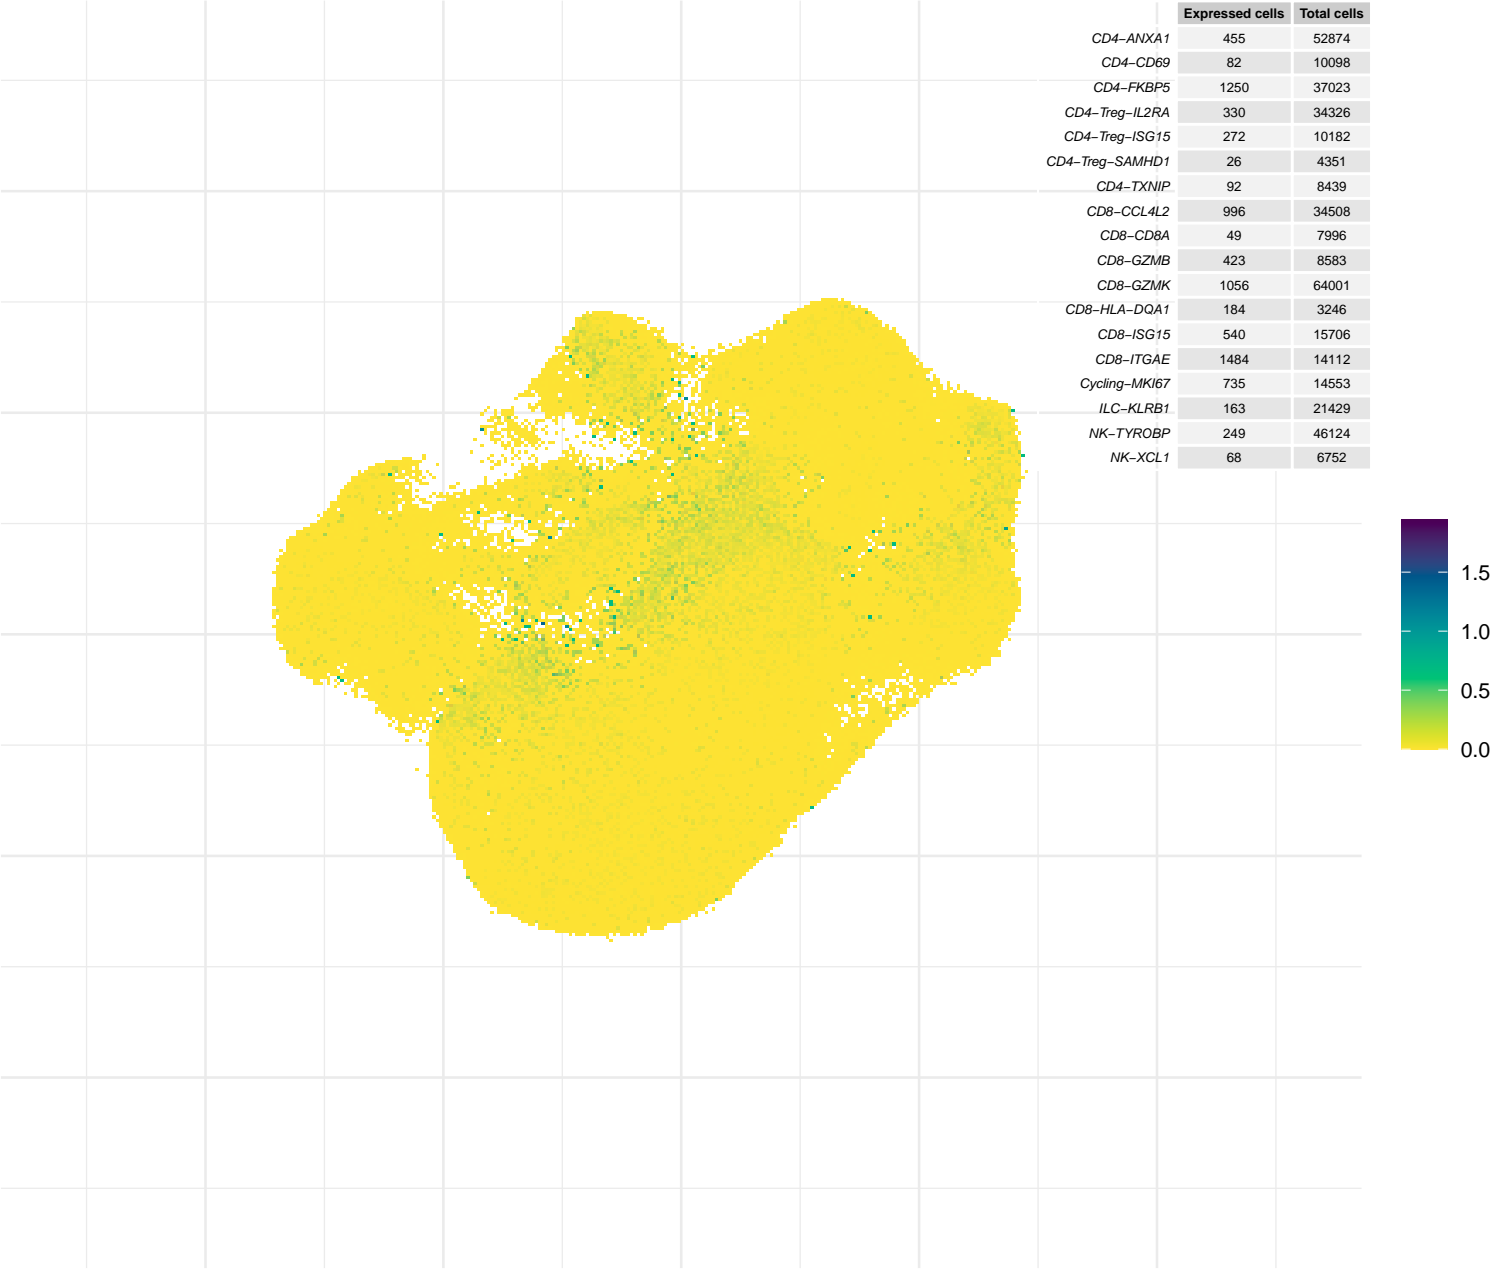 Expressed cells Total cells
CD4−ANXA1 455 52874
CD4−CD69 82 10098
CD4−FKBP5 1250 37023
CD4−Treg−IL2RA 330 34326
CD4−Treg−ISG15 272 10182
CD4−Treg−SAMHD1 26 4351
CD4−TXNIP 92 8439
CD8−CCL4L2 996 34508
CD8−CD8A 49 7996
CD8−GZMB 423 8583
CD8−GZMK 1056 64001
CD8−HLA−DQA1 184 3246
CD8−ISG15 540 15706
CD8−ITGAE 1484 14112
Cycling−MKI67 735 14553
ILC−KLRB1 163 21429
NK−TYROBP 249 46124
NK−XCL1 68 6752
1.5
1.0
0.5
0.0